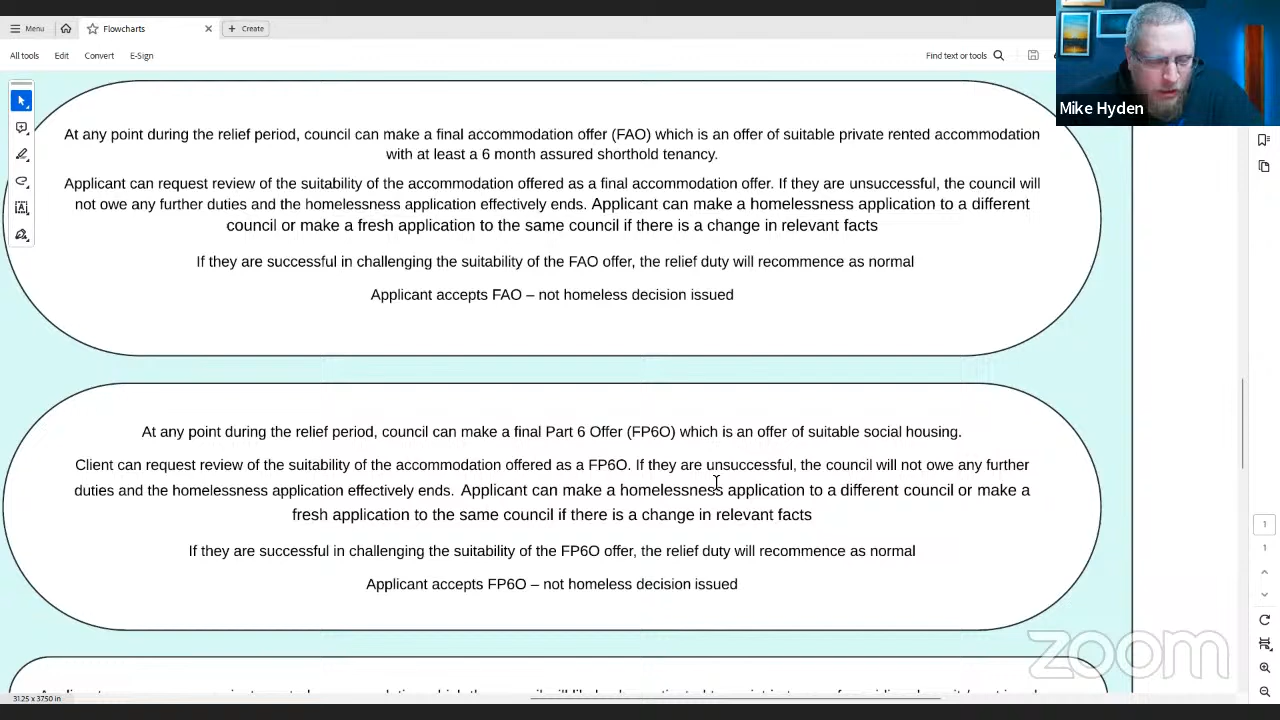 Menu
Flowcharts
Create
All tools
Edit
Convert
E-Sign
Find text or tools
Mike Hyden
At any point during the relief period, council can make a final accommodation offer (FAO) which is an offer of suitable private rented accommodation
with at least a 6 month assured shorthold tenancy.
Applicant can request review of the suitability of the accommodation offered as a final accommodation offer. If they are unsuccessful, the council will
not owe any further duties and the homelessness application effectively ends. Applicant can make a homelessness application to a different
council or make a fresh application to the same council if there is a change in relevant facts
If they are successful in challenging the suitability of the FAO offer, the relief duty will recommence as normal
Applicant accepts FAO – not homeless decision issued
At any point during the relief period, council can make a final Part 6 Offer (FP6O) which is an offer of suitable social housing.
Client can request review of the suitability of the accommodation offered as a FP6O. If they are unsuccessful, the council will not owe any further
duties and the homelessness application effectively ends. Applicant can make a homelessness application to a different council or make a
fresh application to the same council if there is a change in relevant facts
If they are successful in challenging the suitability of the FP6O offer, the relief duty will recommence as normal
Applicant accepts FP6O – not homeless decision issued
1
1
zoom
31.25 x 37.50 in